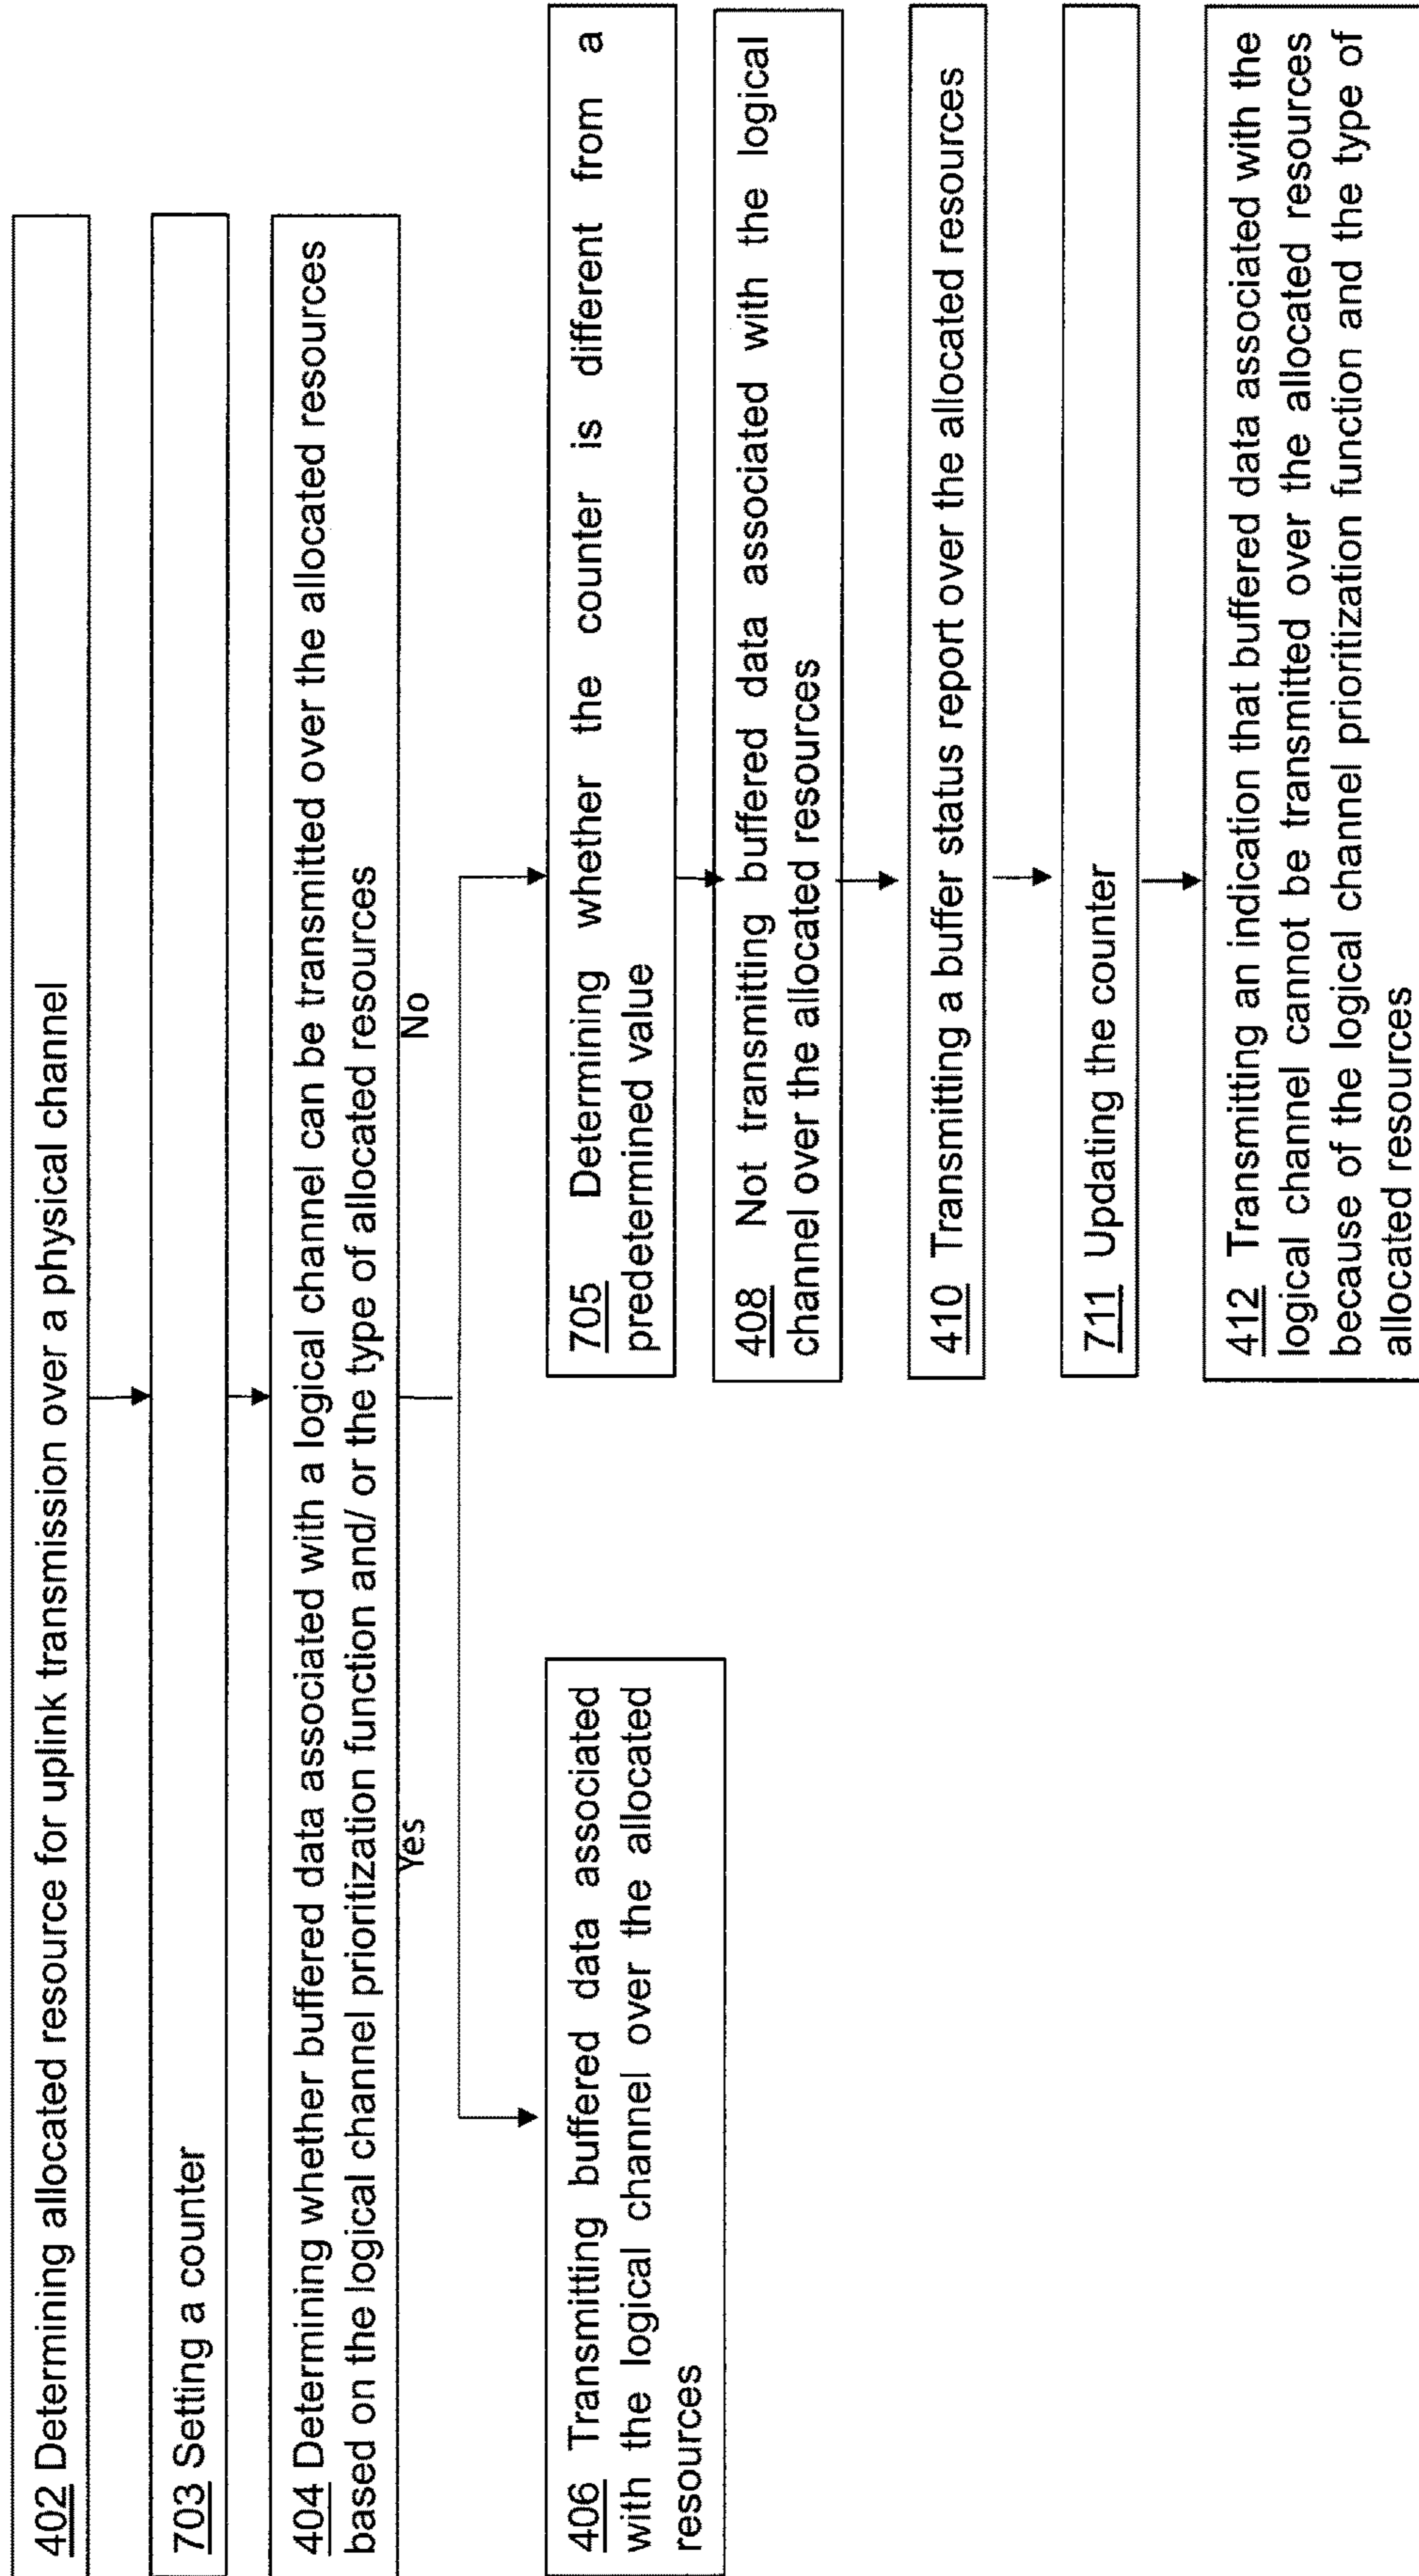 402 Determining allocated resource for uplink transmission over a physical channel
703 Setting a counter
404 Determining whether buffered data associated with a logical channel can be transmitted over the allocated resources
based on the logical channel prioritization function and/ or the type of allocated resources
Yes
No
406 Transmitting buffered data associated
with the logical channel over the allocated
resources
705 Determining whether the counter is different from a
predetermined value
408 Not transmitting buffered data associated with the logical
channel over the allocated resources
410 Transmitting a buffer status report over the allocated resources
711 Updating the counter
412 Transmitting an indication that buffered data associated with the
logical channel cannot be transmitted over the allocated resources
because of the logical channel prioritization function and the type of
allocated resources